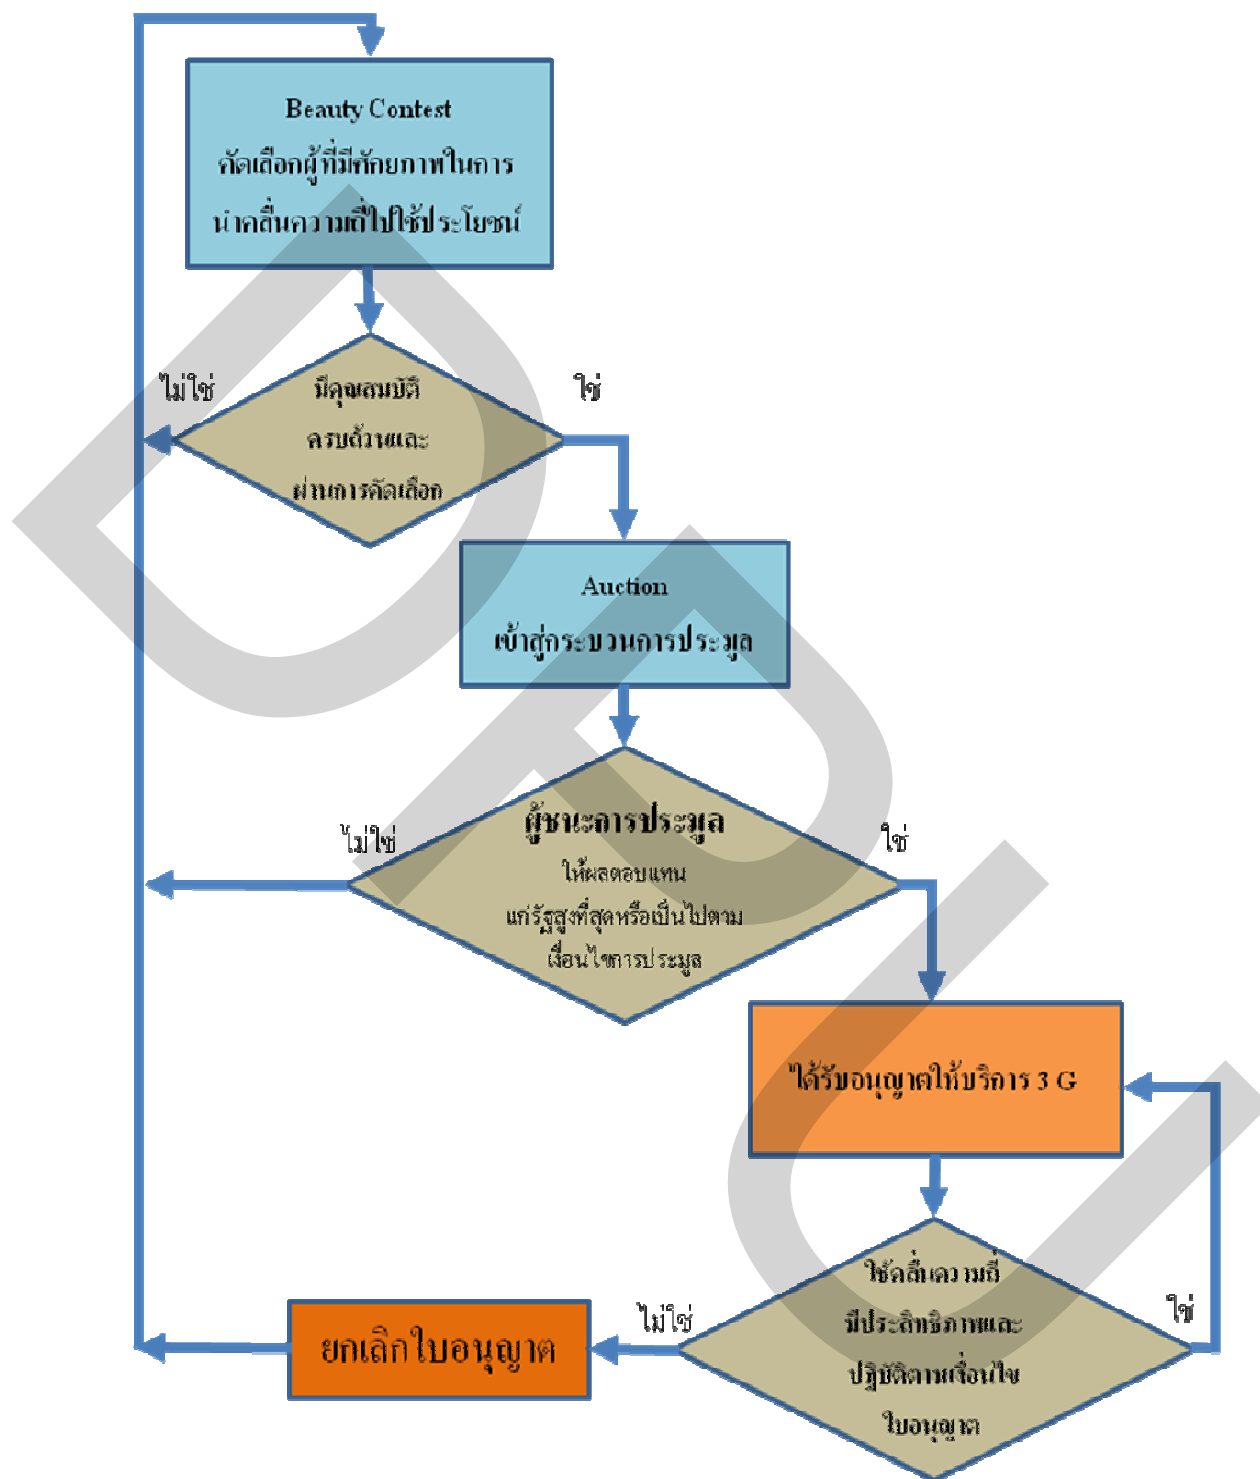 Beauty Contest
คัดเลือกผู้ที่มีศักยภาพในการ
นำคลื่นความถี่ไปใช้ประโยชน์
ไม่ใช่
ใช่
มีคุณสมบัติ
ครบถ้วนและ
ผ่านการคัดเลือก
Auction
เข้าสู่กระบวนการประมูล
ไม่ใช่
ใช่
ผู้ชนะการประมูล
ให้ผลตอบแทน
แก่รัฐสูงที่สุดหรือเป็นไปตาม
เงื่อนไขการประมูล
ได้รับอนุญาตให้บริการ 3 G
ใช้คลื่นความถี่
มีประสิทธิภาพและ
ปฏิบัติตามเงื่อนไข
ใบอนุญาต
ไม่ใช่
ใช่
ยกเลิกใบอนุญาต
DPU